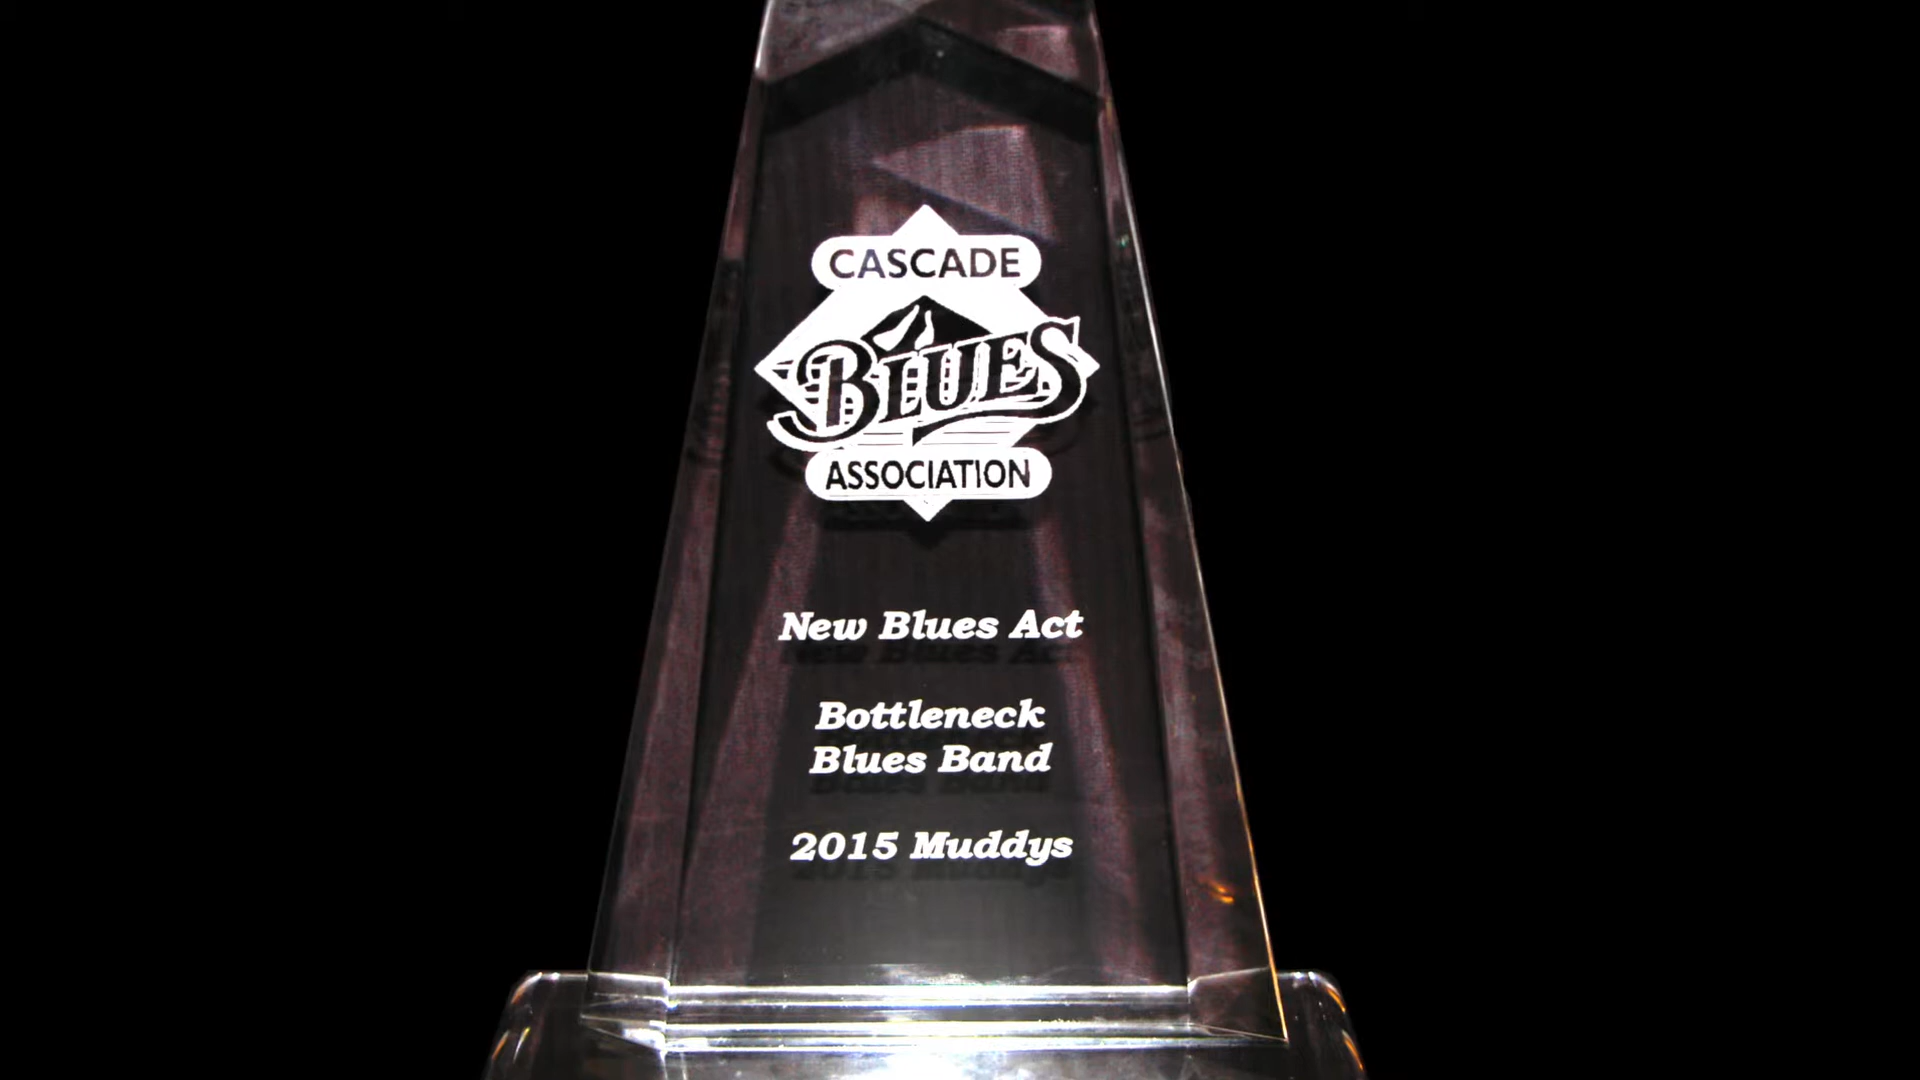 CASCADE
BLUES
ASSOCIATION
New Blues Act
Bottleneck
Blues Band
2015 Muddys